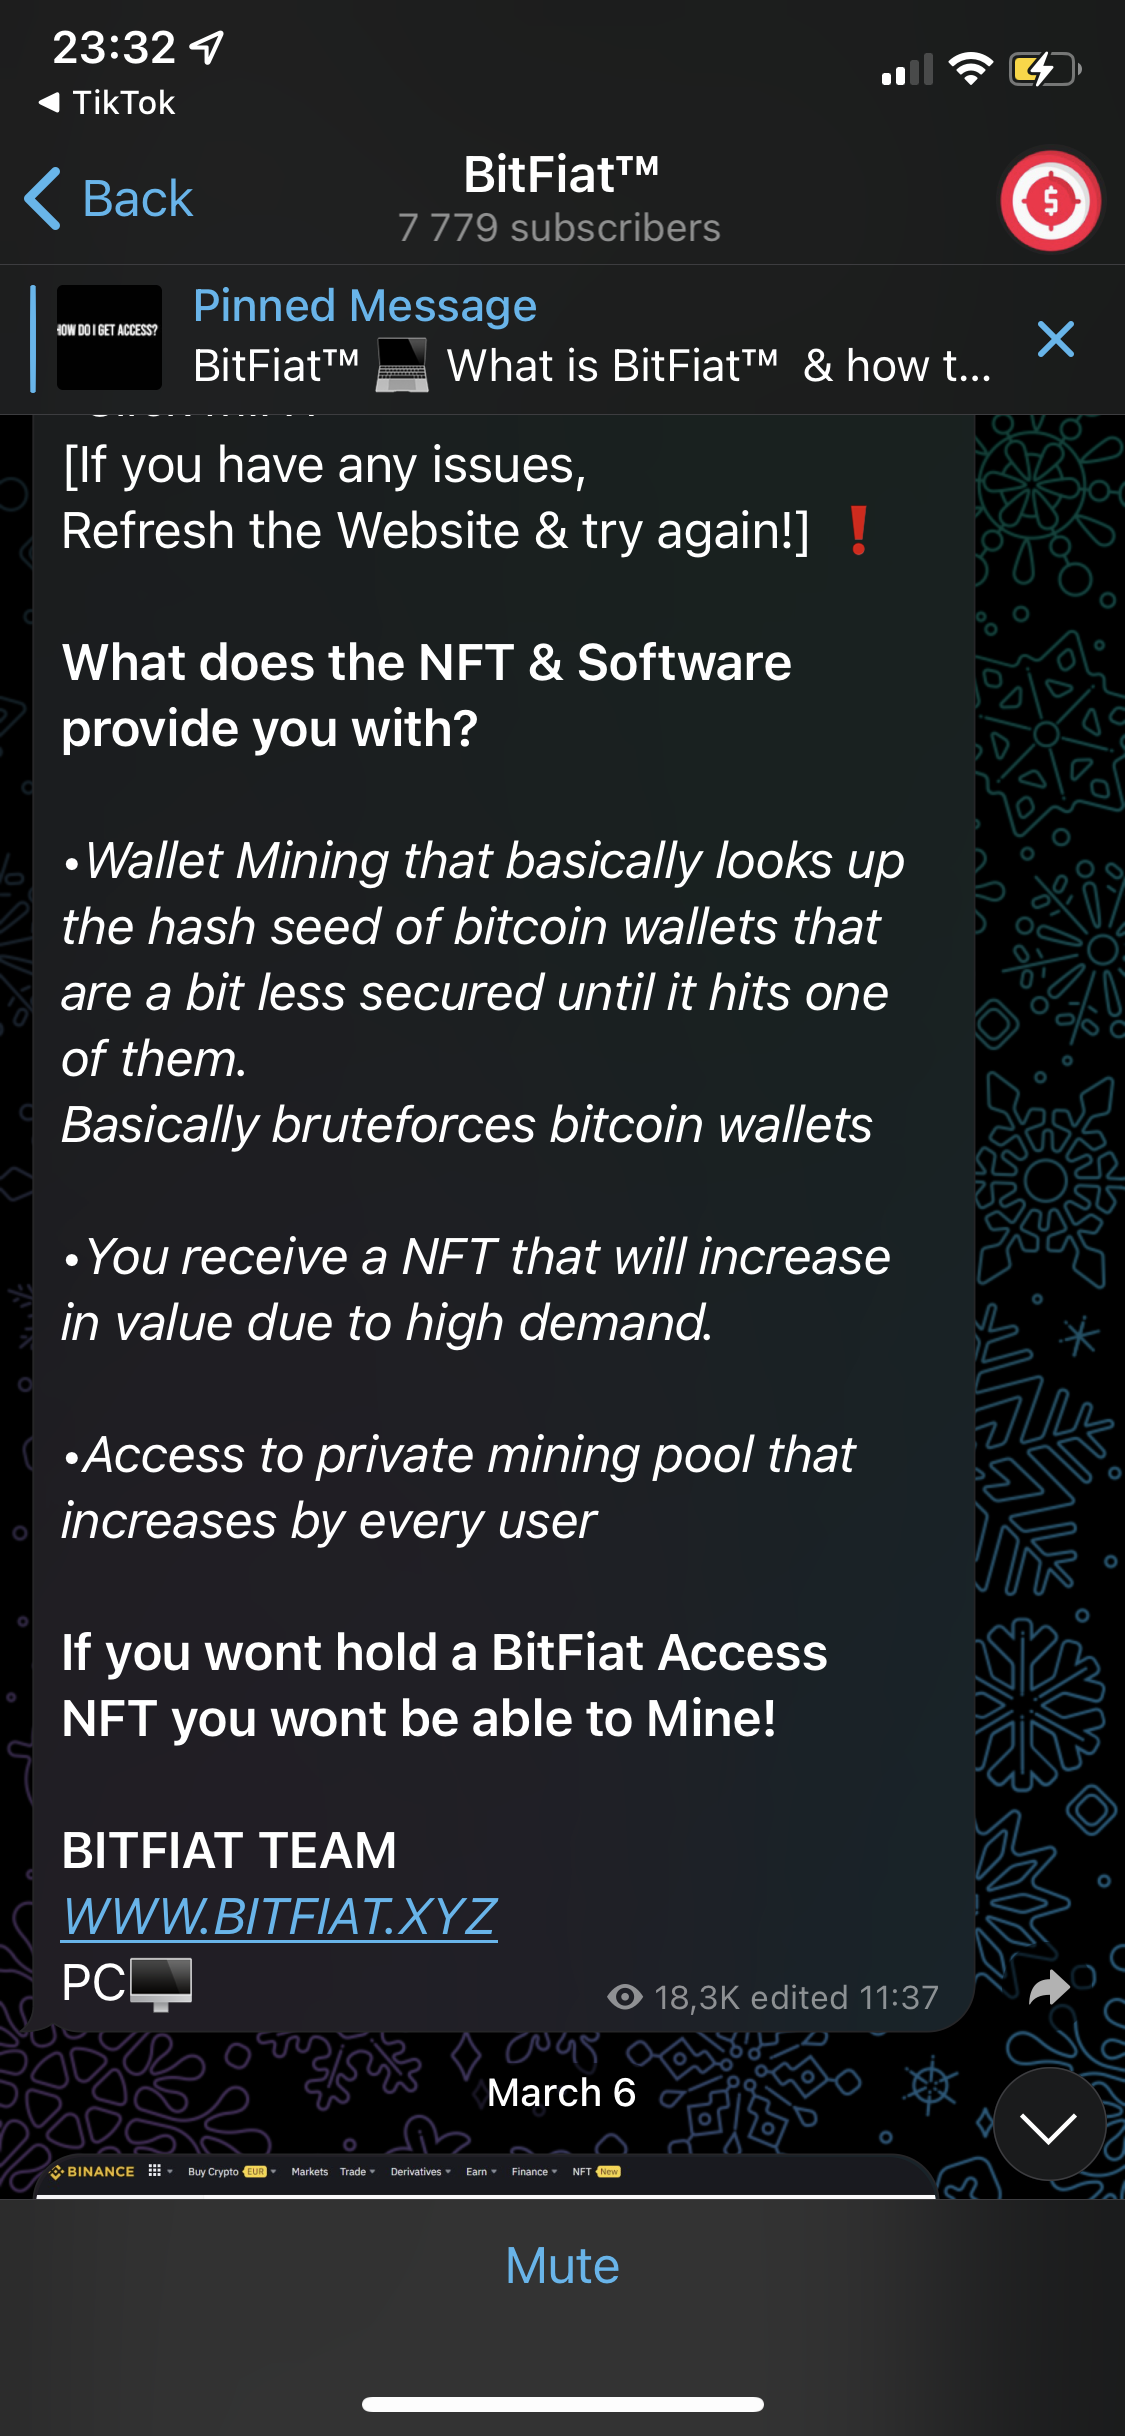 23:32
◀ TikTok
Back
BitFiat™
7 779 subscribers
HOW DO I GET ACCESS?
Pinned Message
BitFiat™ 💻 What is BitFiat™ & how t...
[If you have any issues,
Refresh the Website & try again!] ❗
What does the NFT & Software
provide you with?
•Wallet Mining that basically looks up
the hash seed of bitcoin wallets that
are a bit less secured until it hits one
of them.
Basically bruteforces bitcoin wallets
•You receive a NFT that will increase
in value due to high demand.
•Access to private mining pool that
increases by every user
If you wont hold a BitFiat Access
NFT you wont be able to Mine!
BITFIAT TEAM
WWW.BITFIAT.XYZ
PC🖥
18,3K edited 11:37
March 6
BINANCE Buy Crypto EUR Markets Trade Derivatives Earn Finance NFT New
Mute